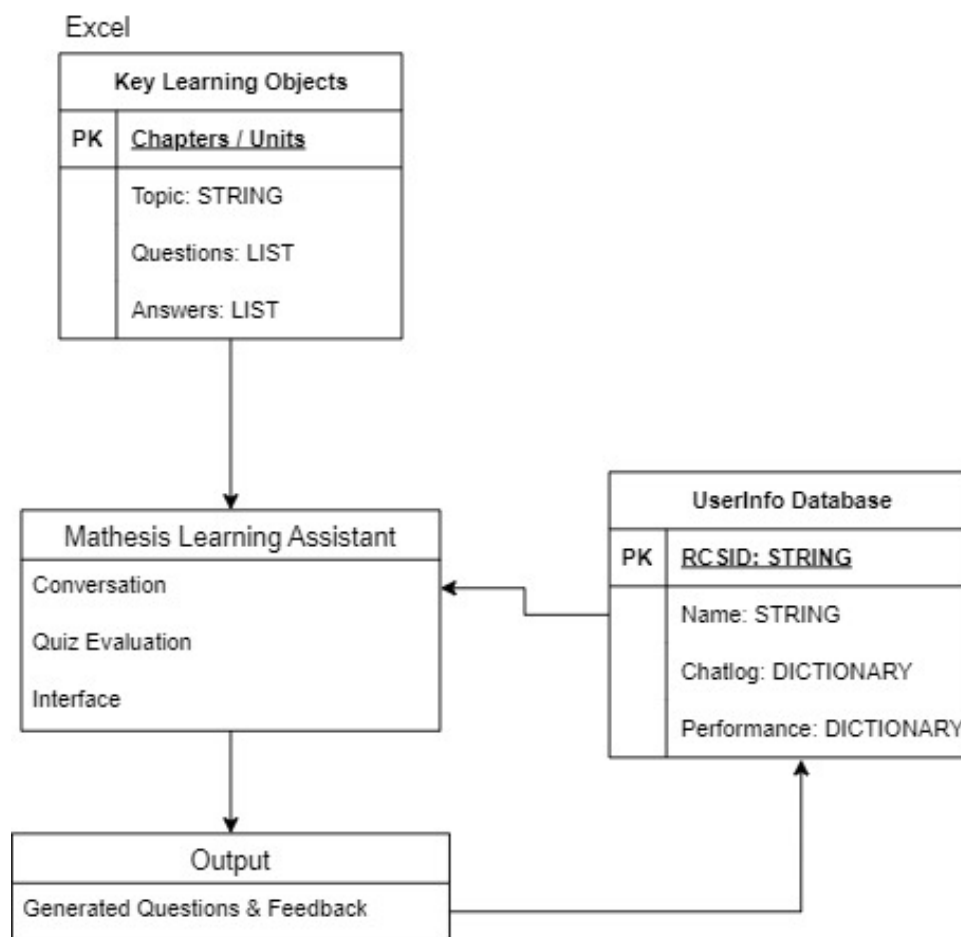 Excel
Key Learning Objects
PK Chapters / Units
Topic: STRING
Questions: LIST
Answers: LIST
Mathesis Learning Assistant
Conversation
Quiz Evaluation
Interface
UserInfo Database
PK RCSID: STRING
Name: STRING
Chatlog: DICTIONARY
Performance: DICTIONARY
Output
Generated Questions & Feedback